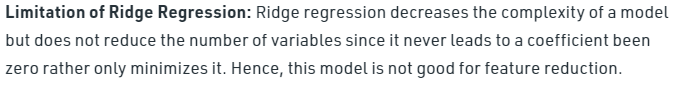 Limitation of Ridge Regression: Ridge regression decreases the complexity of a model
but does not reduce the number of variables since it never leads to a coefficient been
zero rather only minimizes it. Hence, this model is not good for feature reduction.